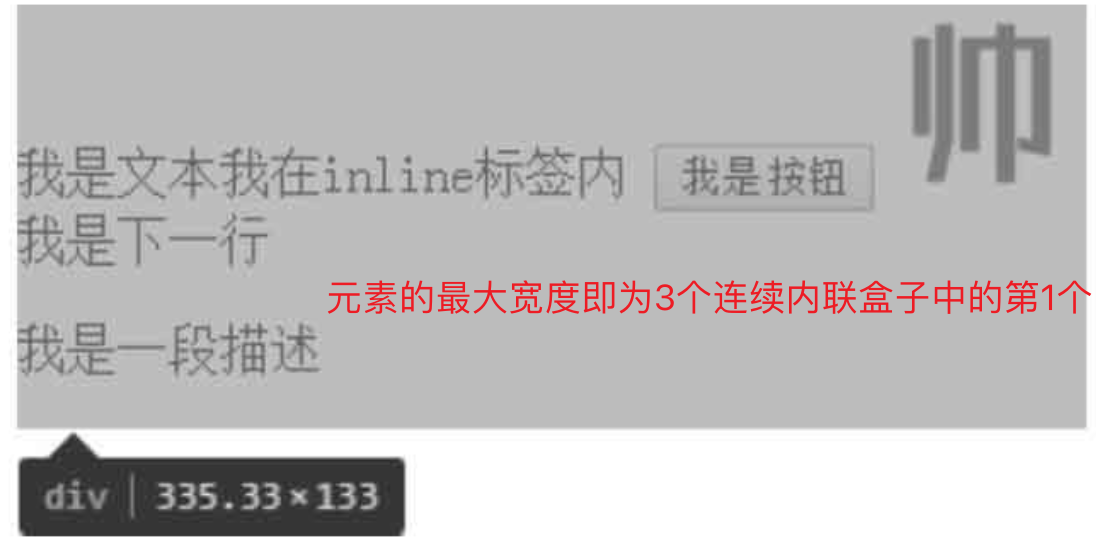 帅
我是文本我在inline标签内 我是按钮
我是下一行
元素的最大宽度即为3个连续内联盒子中的第1个
我是一段描述
div 335.33×133